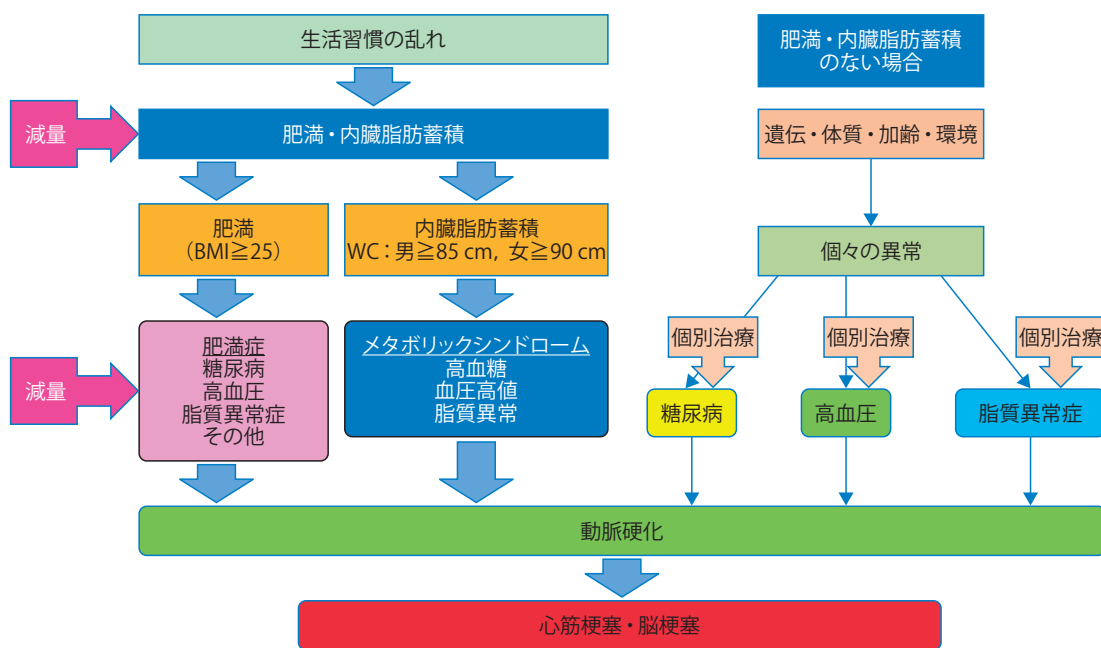 生活習慣の乱れ
減量
肥満・内臓脂肪蓄積
肥満
（BMI≧25）
内臓脂肪蓄積
WC：男≧85 cm，女≧90 cm
減量
肥満症
糖尿病
高血圧
脂質異常症
その他
メタボリックシンドローム
高血糖
血圧高値
脂質異常
肥満・内臓脂肪蓄積
のない場合
遺伝・体質・加齢・環境
個々の異常
個別治療
個別治療
個別治療
糖尿病
高血圧
脂質異常症
動脈硬化
心筋梗塞・脳梗塞